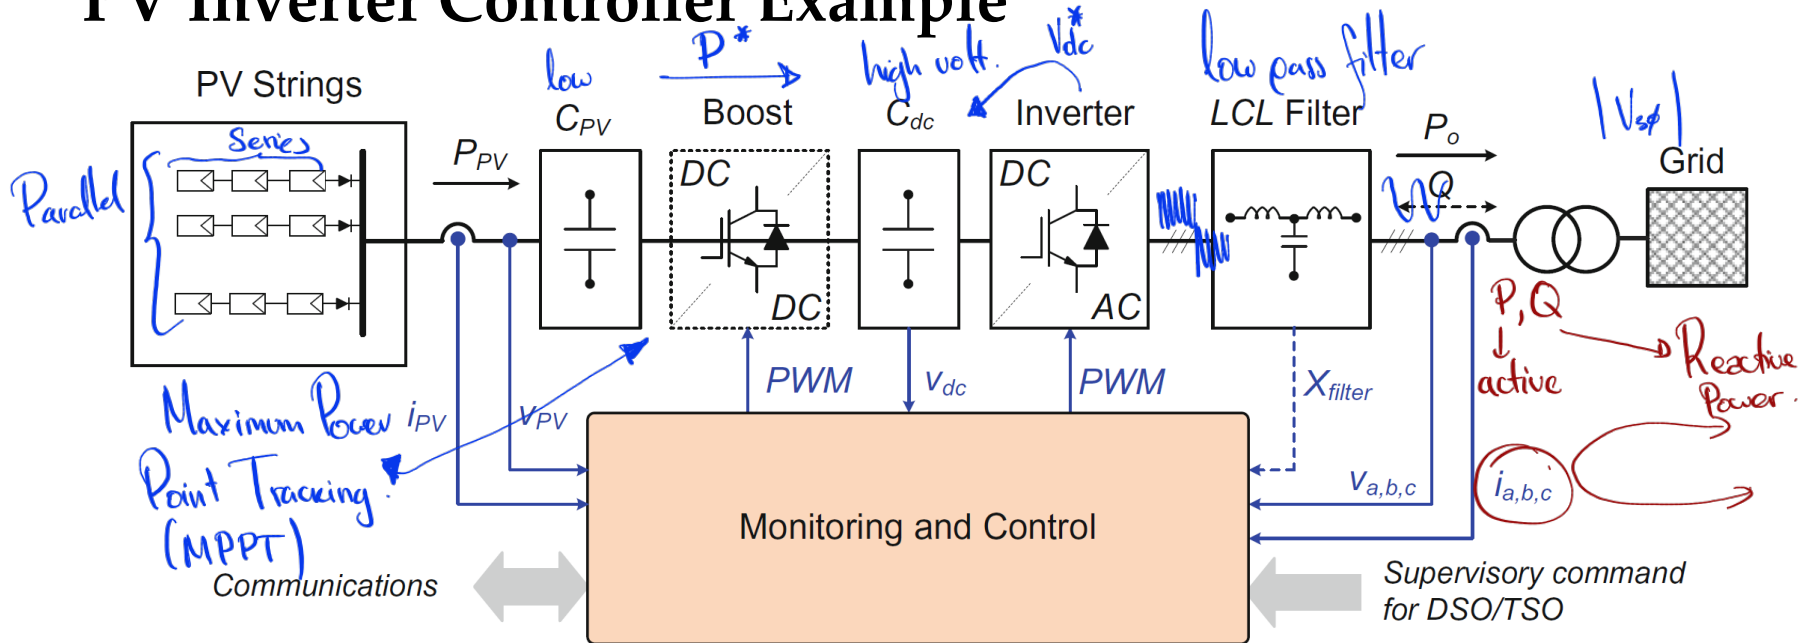 PV Inverter Controller Example
P*
low
high volt.
V*dc
low pass filter
|Vsφ|
PV Strings
CPV
Boost
Cdc
Inverter
LCL Filter
Po
Grid
Series
Parallel
PPV
DC
DC
DC
AC
Q
P, Q
active
Reactive
Power.
Maximum Power
Point Tracking.
(MPPT)
iPV
vPV
PWM
vdc
PWM
Xfilter
va,b,c
ia,b,c
Monitoring and Control
Communications
Supervisory command
for DSO/TSO